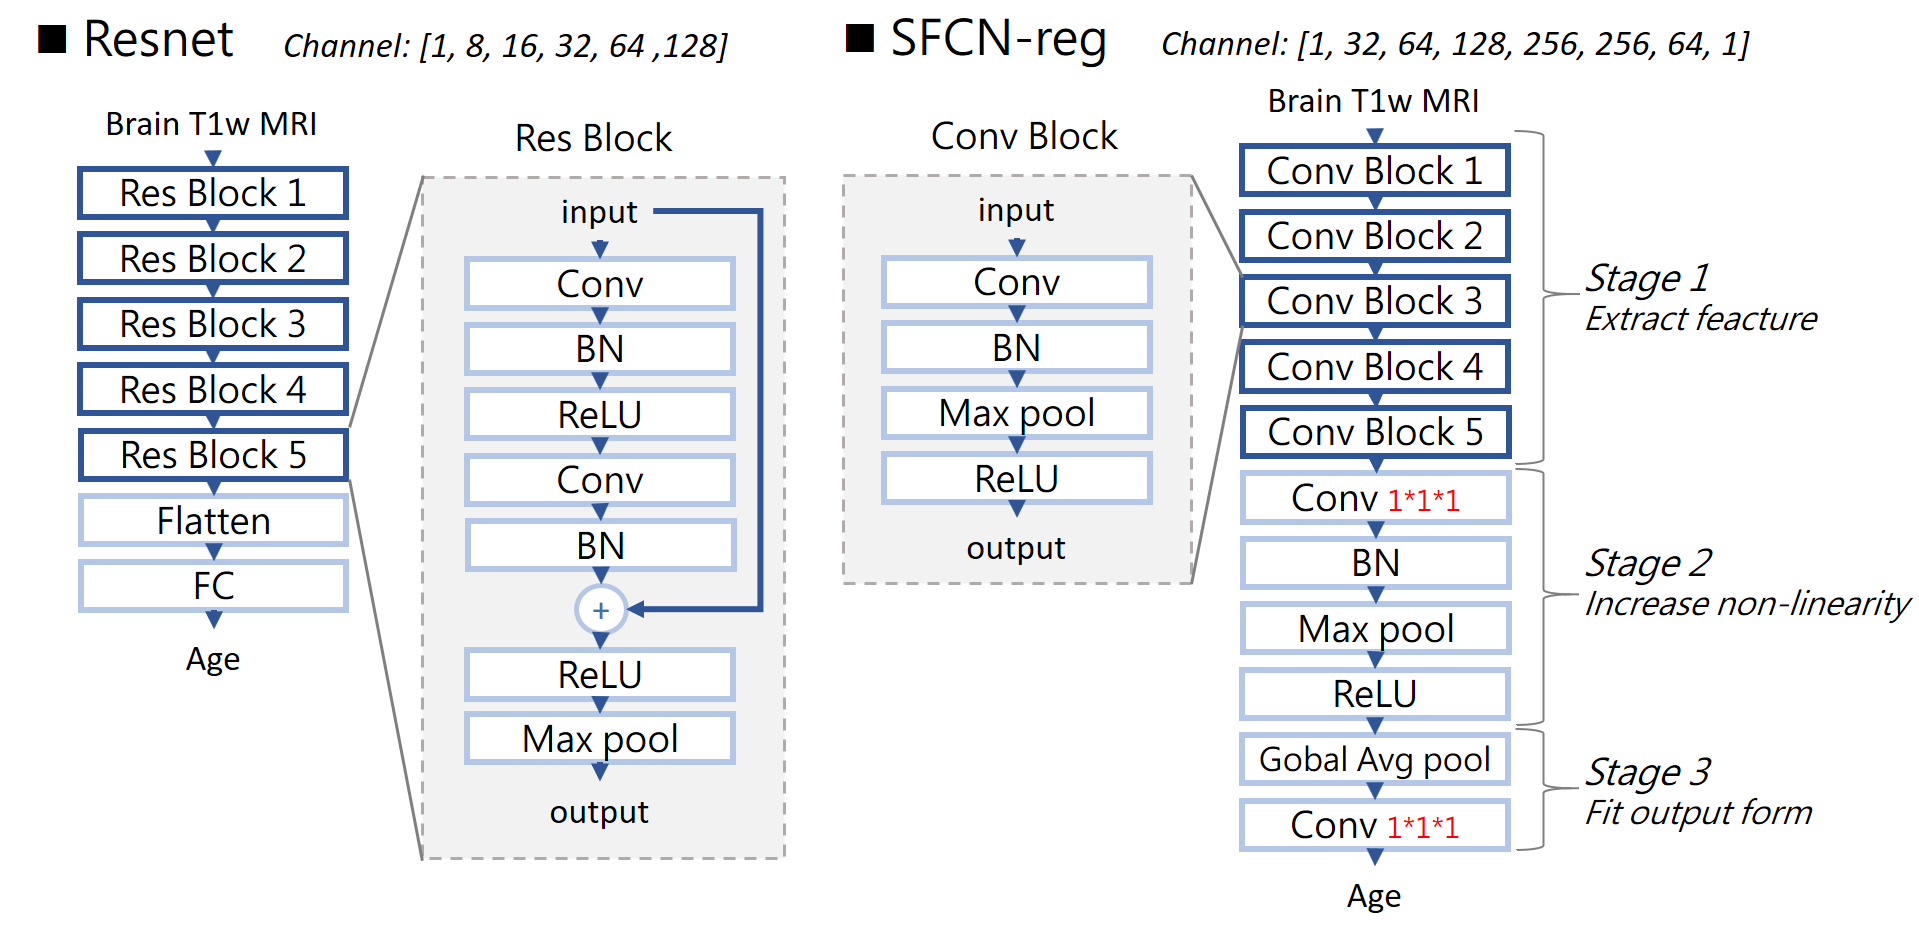 ■ Resnet Channel: [1, 8, 16, 32, 64 ,128]
Brain T1w MRI
Res Block 1
Res Block 2
Res Block 3
Res Block 4
Res Block 5
Flatten
FC
Age
Res Block
input
Conv
BN
ReLU
Conv
BN
+
ReLU
Max pool
output
■ SFCN-reg Channel: [1, 32, 64, 128, 256, 256, 64, 1]
Conv Block
input
Conv
BN
Max pool
ReLU
output
Brain T1w MRI
Conv Block 1
Conv Block 2
Conv Block 3
Conv Block 4
Conv Block 5
Conv 1*1*1
BN
Max pool
ReLU
Gobal Avg pool
Conv 1*1*1
Age
Stage 1
Extract feacture
Stage 2
Increase non-linearity
Stage 3
Fit output form